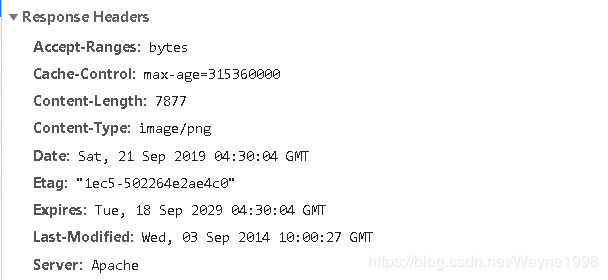 Response Headers
Accept-Ranges: bytes
Cache-Control: max-age=315360000
Content-Length: 7877
Content-Type: image/png
Date: Sat, 21 Sep 2019 04:30:04 GMT
Etag: "1ec5-502264e2ae4c0"
Expires: Tue, 18 Sep 2029 04:30:04 GMT
Last-Modified: Wed, 03 Sep 2014 10:00:27 GMT
Server: Apache
https://blog.csdn.net/Wayne1998